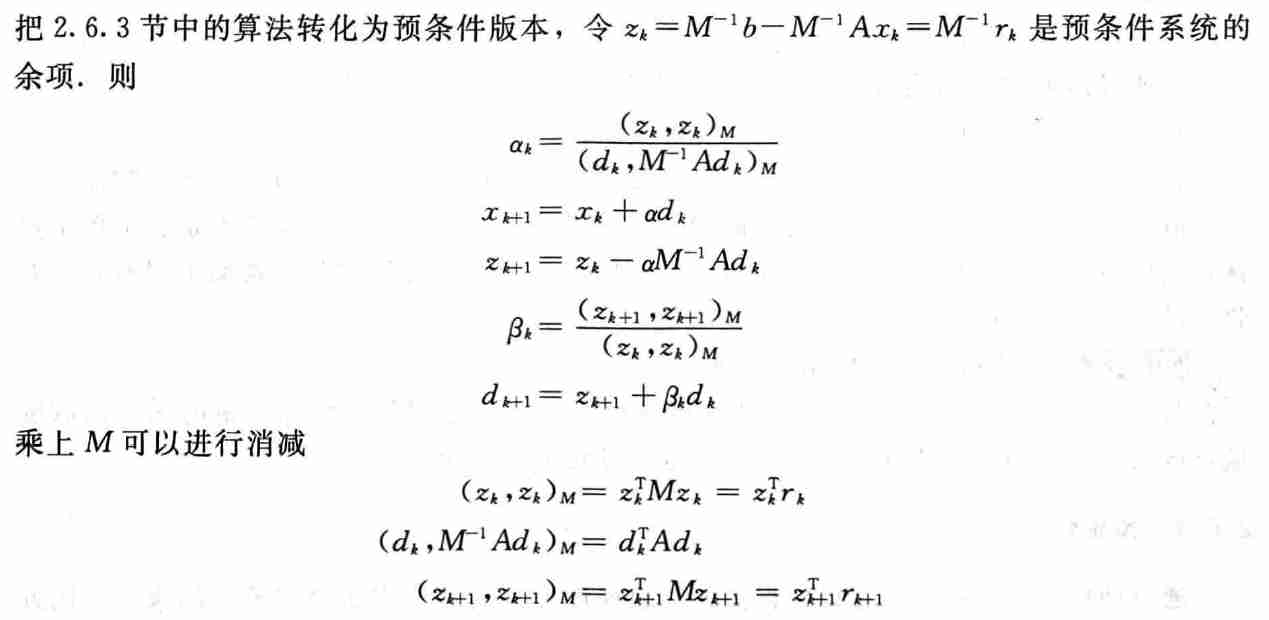 把 2.6.3 节中的算法转化为预条件版本，令 $z_k=M^{-1}b-M^{-1}Ax_k=M^{-1}r_k$ 是预条件系统的
余项．则
$\alpha_k=\frac{(z_k,z_k)_M}{(d_k,M^{-1}Ad_k)_M}$
$x_{k+1}=x_k+\alpha d_k$
$z_{k+1}=z_k-\alpha M^{-1}Ad_k$
$\beta_k=\frac{(z_{k+1},z_{k+1})_M}{(z_k,z_k)_M}$
$d_{k+1}=z_{k+1}+\beta_k d_k$
乘上 M 可以进行消减
$(z_k,z_k)_M=z_k^{\mathrm{T}}Mz_k=z_k^{\mathrm{T}}r_k$
$(d_k,M^{-1}Ad_k)_M=d_k^{\mathrm{T}}Ad_k$
$(z_{k+1},z_{k+1})_M=z_{k+1}^{\mathrm{T}}Mz_{k+1}=z_{k+1}^{\mathrm{T}}r_{k+1}$